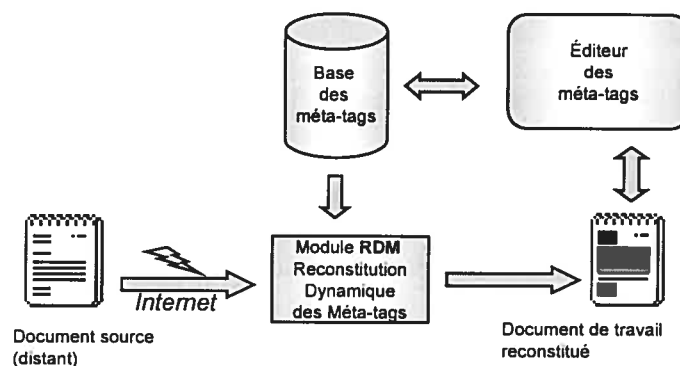 Base
des
méta-tags
Éditeur
des
méta-tags
Module RDM
Reconstitution
Dynamique
des Méta-tags
Internet
Document source
(distant)
Document de travail
reconstitué